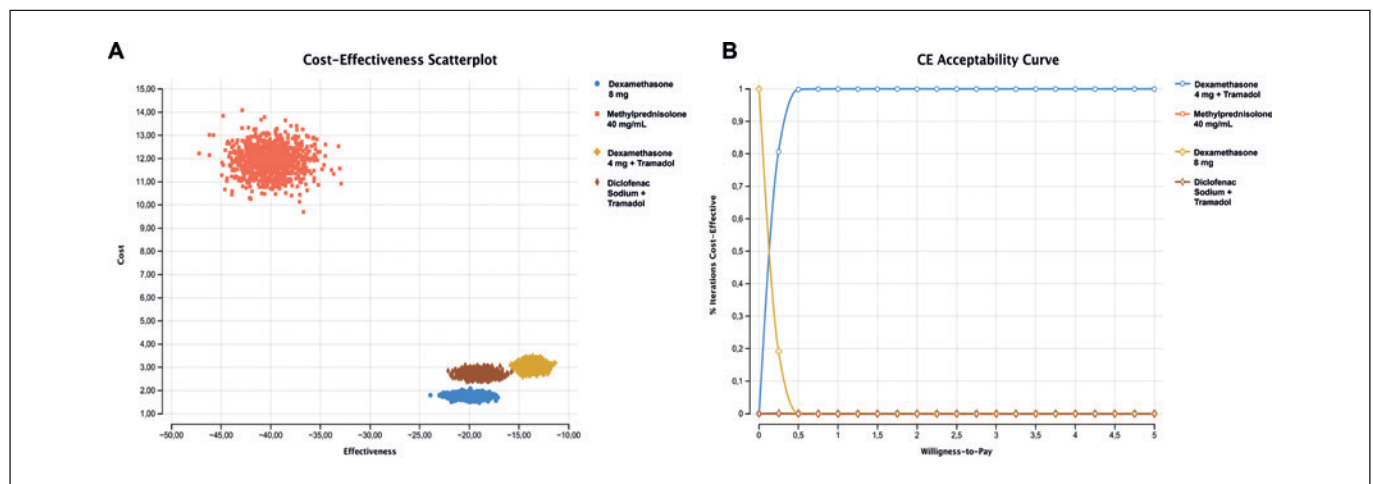 A
Cost-Effectiveness Scatterplot
15,00
14,00
13,00
12,00
11,00
10,00
9,00
8,00
7,00
6,00
5,00
4,00
3,00
2,00
1,00
Cost
-50,00
-45,00
-40,00
-35,00
-30,00
-25,00
-20,00
-15,00
-10,00
Effectiveness
Dexamethasone
8 mg
Methylprednisolone
40 mg/mL
Dexamethasone
4 mg + Tramadol
Diclofenac
Sodium +
Tramadol
B
CE Acceptability Curve
1
0,9
0,8
0,7
0,6
0,5
0,4
0,3
0,2
0,1
0
% Iterations Cost-Effective
0
0,5
1
1,5
2
2,5
3
3,5
4
4,5
5
Willigness-to-Pay
Dexamethasone
4 mg + Tramadol
Methylprednisolone
40 mg/mL
Dexamethasone
8 mg
Diclofenac
Sodium +
Tramadol